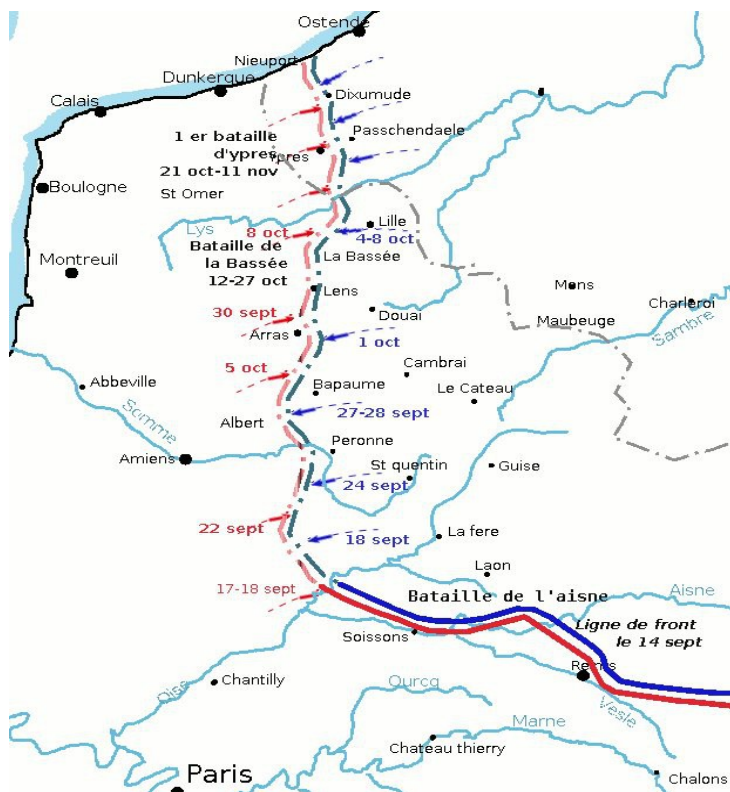 Ostende
Nieuport
Dunkerque
Dixumude
Calais
Passchendaele
1 er bataille
d'ypres
Ypres
21 oct-11 nov
Boulogne
St Omer
Lys
Lille
8 oct
4-8 oct
Bataille de
la Bassée
La Bassée
12-27 oct
Montreuil
Mons
Lens
Charleroi
30 sept
Douai
Maubeuge
Sambre
Arras
1 oct
5 oct
Cambrai
Abbeville
Bapaume
Le Cateau
27-28 sept
Somme
Albert
Peronne
Amiens
St quentin
Guise
24 sept
22 sept
18 sept
La fere
Laon
17-18 sept
Bataille de l'aisne
Aisne
Ligne de front
le 14 sept
Soissons
Reims
Oise
Chantilly
Ourcq
Vesle
Marne
Chateau thierry
Paris
Chalons